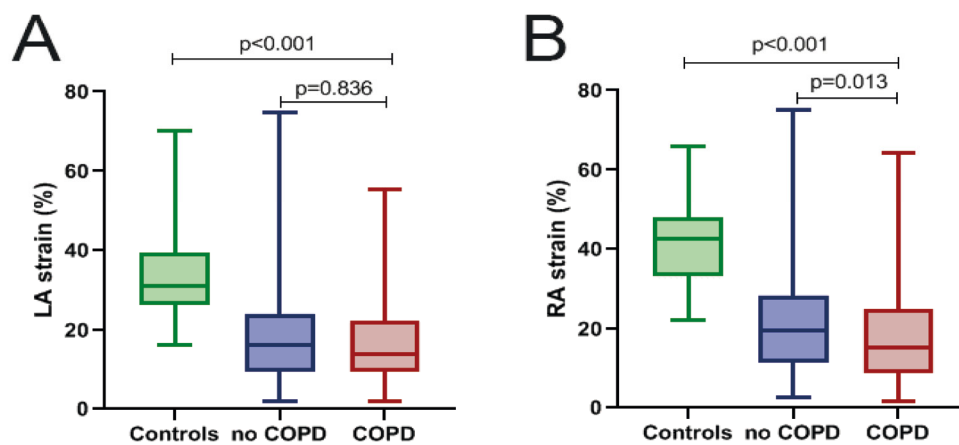 A
p<0.001
p=0.836
LA strain (%)
80
60
40
20
0
Controls no COPD COPD
B
p<0.001
p=0.013
RA strain (%)
80
60
40
20
0
Controls no COPD COPD